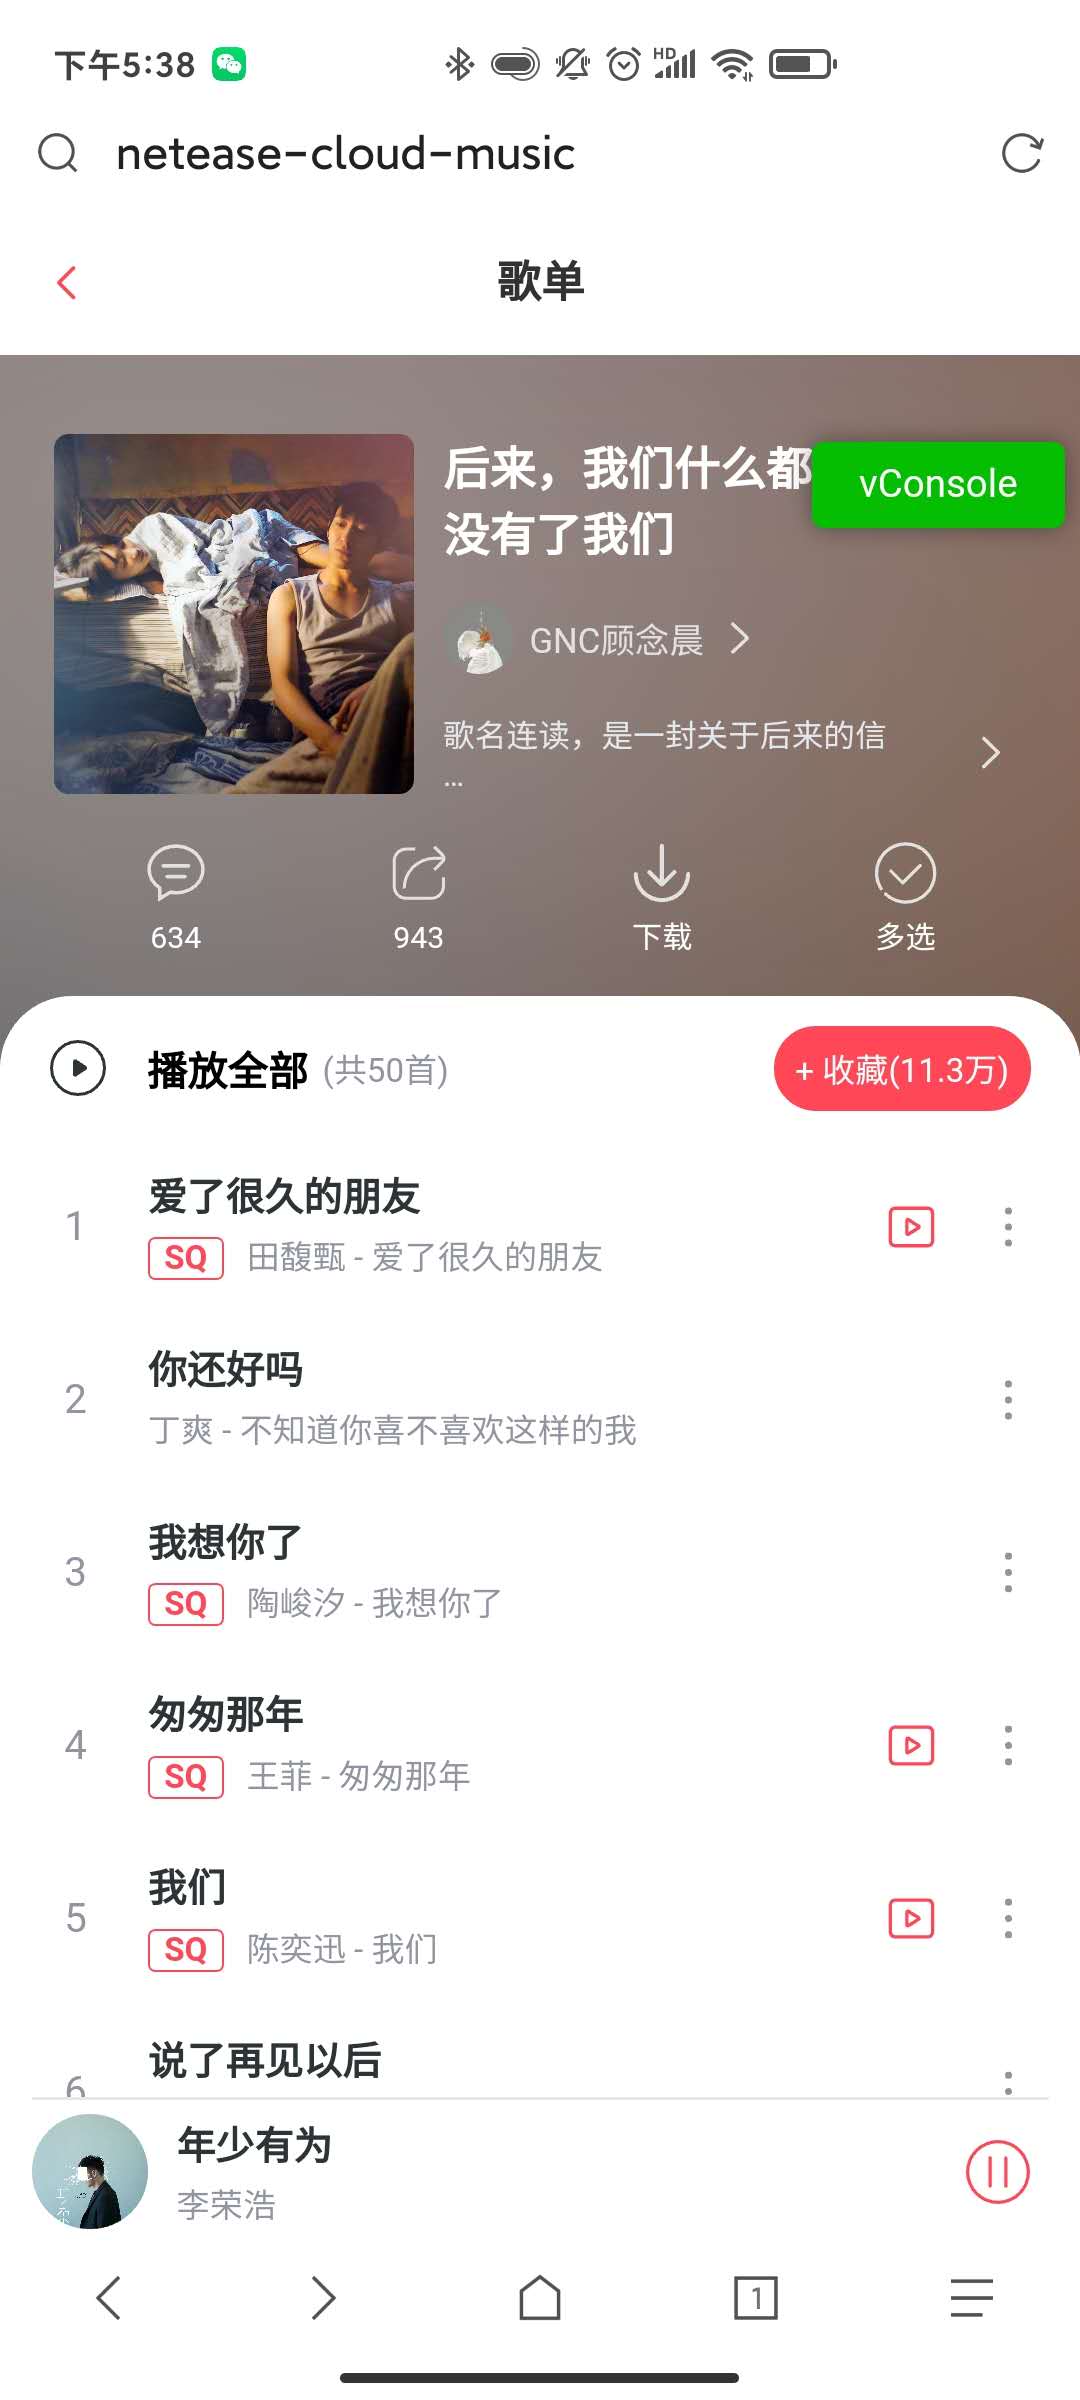 下午5:38
HD
netease-cloud-music
歌单
后来，我们什么都
没有了我们
vConsole
GNC顾念晨
歌名连读，是一封关于后来的信
...
634
943
下载
多选
播放全部 (共50首)
+ 收藏(11.3万)
1
爱了很久的朋友
SQ 田馥甄 - 爱了很久的朋友
2
你还好吗
丁爽 - 不知道你喜不喜欢这样的我
3
我想你了
SQ 陶峻汐 - 我想你了
4
匆匆那年
SQ 王菲 - 匆匆那年
5
我们
SQ 陈奕迅 - 我们
6
说了再见以后
年少有为
李荣浩
1